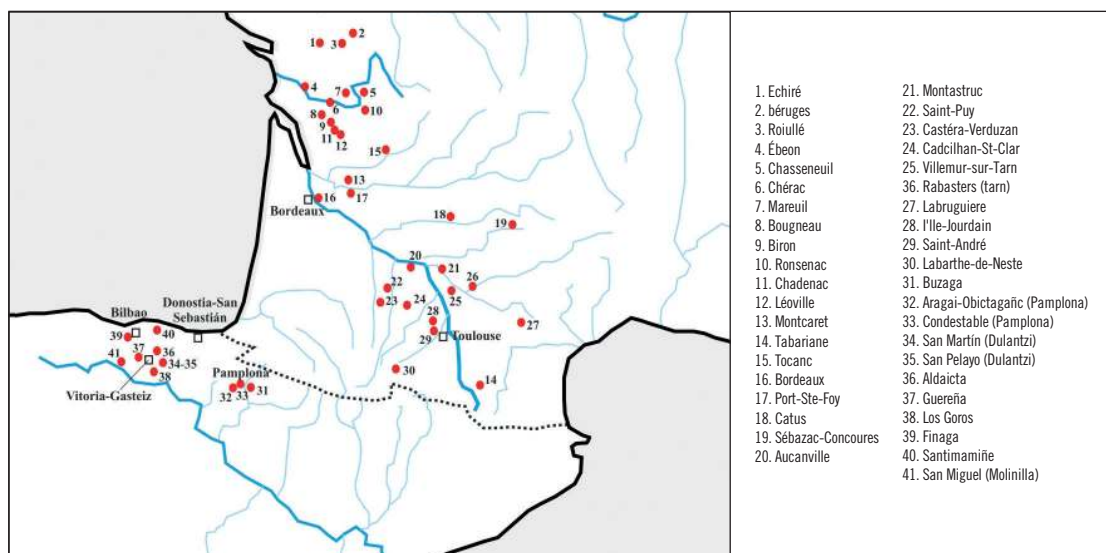 2
1
3
4
7
5
6
8
10
9
11
12
15
13
16
17
Bordeaux
18
19
20
21
22
26
23
24
25
28
27
29
Toulouse
Bilbao
Donostia-San
Sebastián
39
40
37
36
41
34-35
38
Vitoria-Gasteiz
Pamplona
32
33
31
30
14
1. Echiré
2. béruges
3. Roiullé
4. Ébeon
5. Chasseneuil
6. Chérac
7. Mareuil
8. Bougneau
9. Biron
10. Ronsenac
11. Chadenac
12. Léoville
13. Montcaret
14. Tabariane
15. Tocanc
16. Bordeaux
17. Port-Ste-Foy
18. Catus
19. Sébazac-Concoures
20. Aucanville
21. Montastruc
22. Saint-Puy
23. Castéra-Verduzan
24. Cadcilhan-St-Clar
25. Villemur-sur-Tarn
36. Rabasters (tarn)
27. Labruguiere
28. I'lle-Jourdain
29. Saint-André
30. Labarthe-de-Neste
31. Buzaga
32. Aragai-Obictagañc (Pamplona)
33. Condestable (Pamplona)
34. San Martín (Dulantzi)
35. San Pelayo (Dulantzi)
36. Aldaicta
37. Guereña
38. Los Goros
39. Finaga
40. Santimamiñe
41. San Miguel (Molinilla)